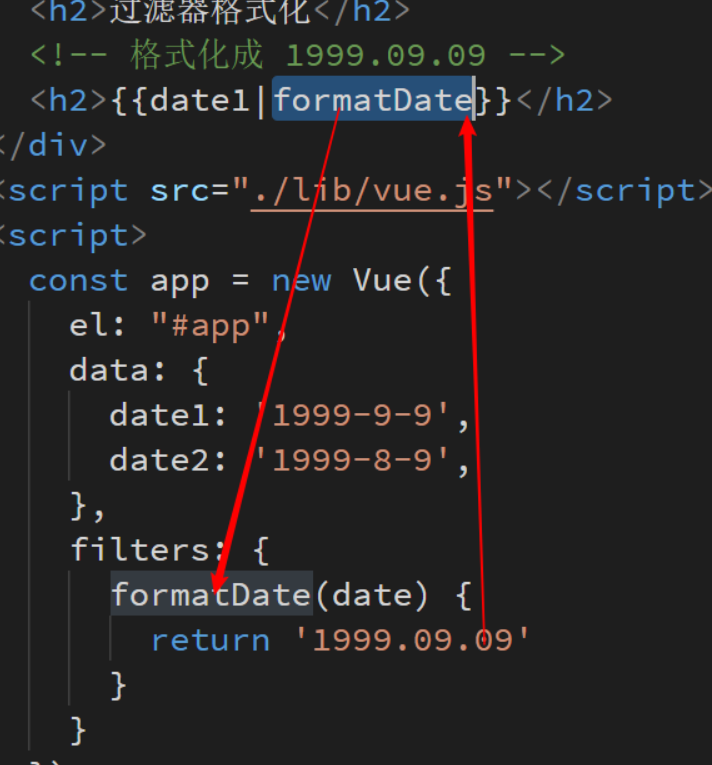 <h2>过滤器格式化</h2>
<!-- 格式化成 1999.09.09 -->
<h2>{{date1|formatDate}}</h2>
</div>
<script src="./lib/vue.js"></script>
<script>
const app = new Vue({
el: "#app",
data: {
date1: '1999-9-9',
date2: '1999-8-9',
},
filters: {
formatDate(date) {
return '1999.09.09'
}
}
})